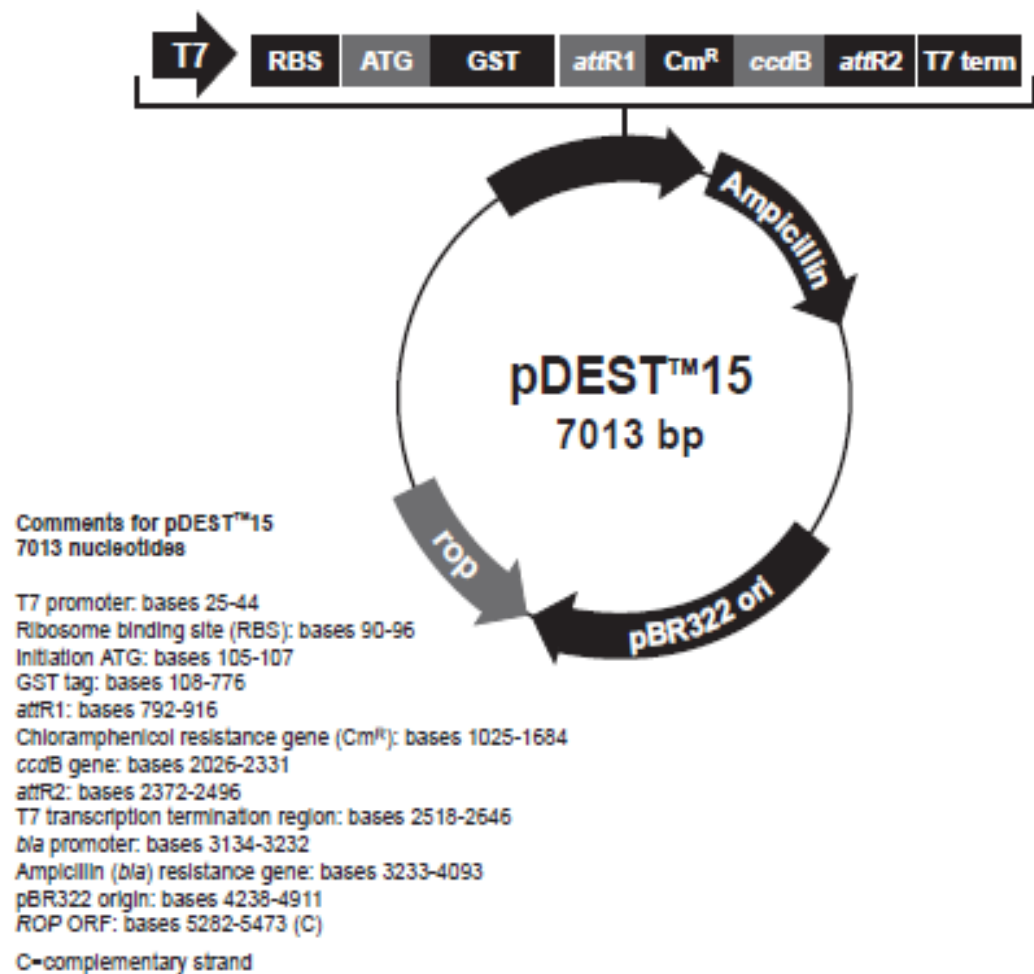 T7 RBS ATG GST attR1 Cmᴿ ccdB attR2 T7 term
Ampicillin
pDEST™15
7013 bp
rop
pBR322 ori
Comments for pDEST™15
7013 nucleotides
T7 promoter: bases 25-44
Ribosome binding site (RBS): bases 90-96
Initiation ATG: bases 105-107
GST tag: bases 108-776
attR1: bases 792-916
Chloramphenicol resistance gene (Cmᴿ): bases 1025-1684
ccdB gene: bases 2026-2331
attR2: bases 2372-2496
T7 transcription termination region: bases 2518-2646
bla promoter: bases 3134-3232
Ampicillin (bla) resistance gene: bases 3233-4093
pBR322 origin: bases 4238-4911
ROP ORF: bases 5282-5473 (C)
C=complementary strand